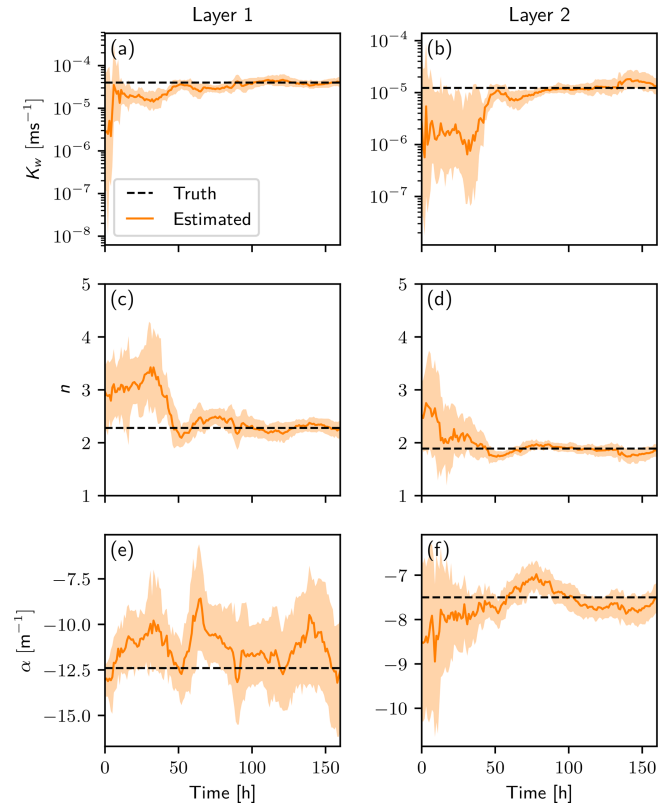 Layer 1 Layer 2
(a) (b)
10⁻⁴ 10⁻⁴
10⁻⁵ 10⁻⁵
10⁻⁶ 10⁻⁶
10⁻⁷ 10⁻⁷
10⁻⁸
K_w [ms⁻¹]
Truth
Estimated
(c) (d)
5 5
4 4
3 3
2 2
1 1
n
(e) (f)
−7.5 −7
−10.0 −8
−12.5 −9
−15.0 −10
α [m⁻¹]
0 50 100 150 0 50 100 150
Time [h] Time [h]